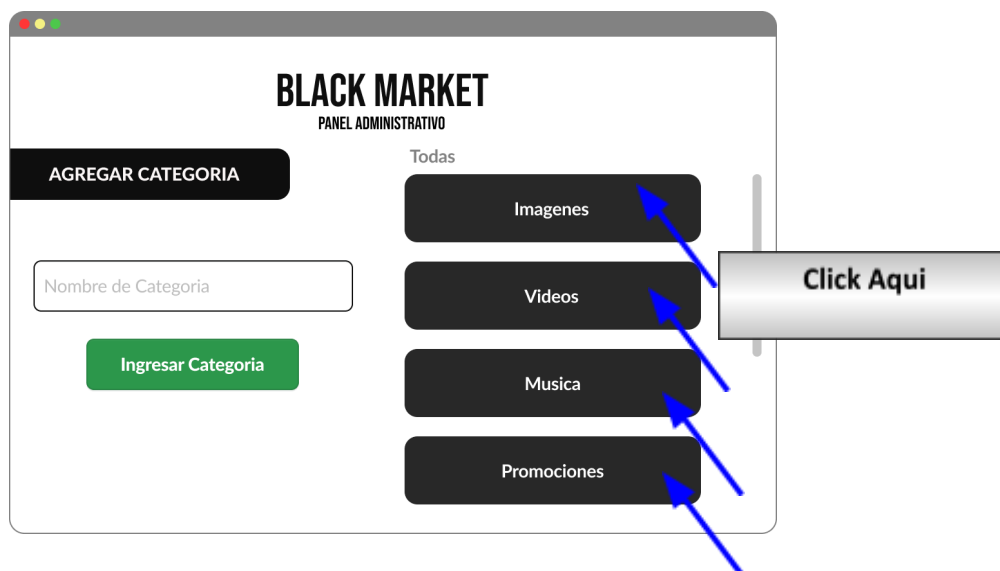 BLACK MARKET
PANEL ADMINISTRATIVO
AGREGAR CATEGORIA
Nombre de Categoria
Ingresar Categoria
Todas
Imagenes
Videos
Musica
Promociones
Click Aqui